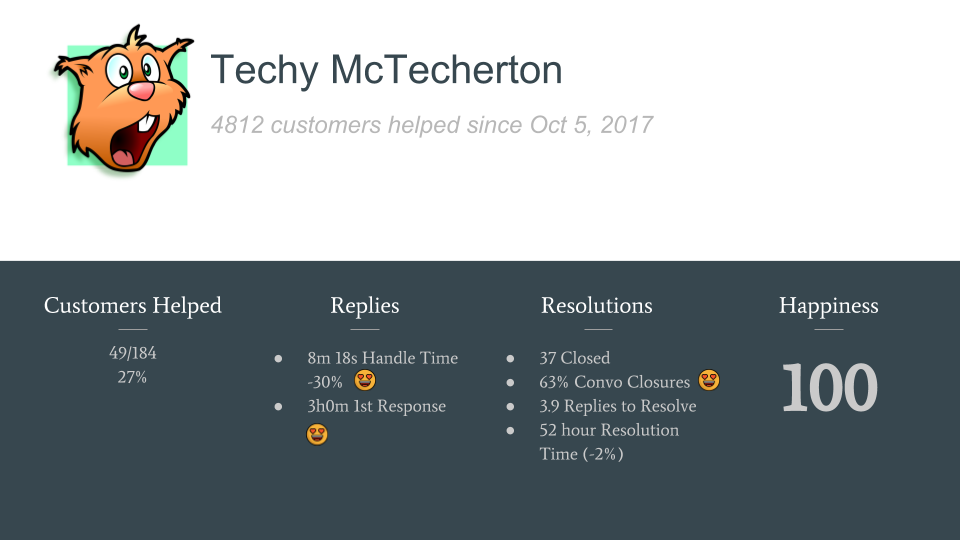 Techy McTecherton
4812 customers helped since Oct 5, 2017
Customers Helped
49/184
27%
Replies
● 8m 18s Handle Time
-30%
● 3h0m 1st Response
Resolutions
● 37 Closed
● 63% Convo Closures
● 3.9 Replies to Resolve
● 52 hour Resolution
Time (-2%)
Happiness
100